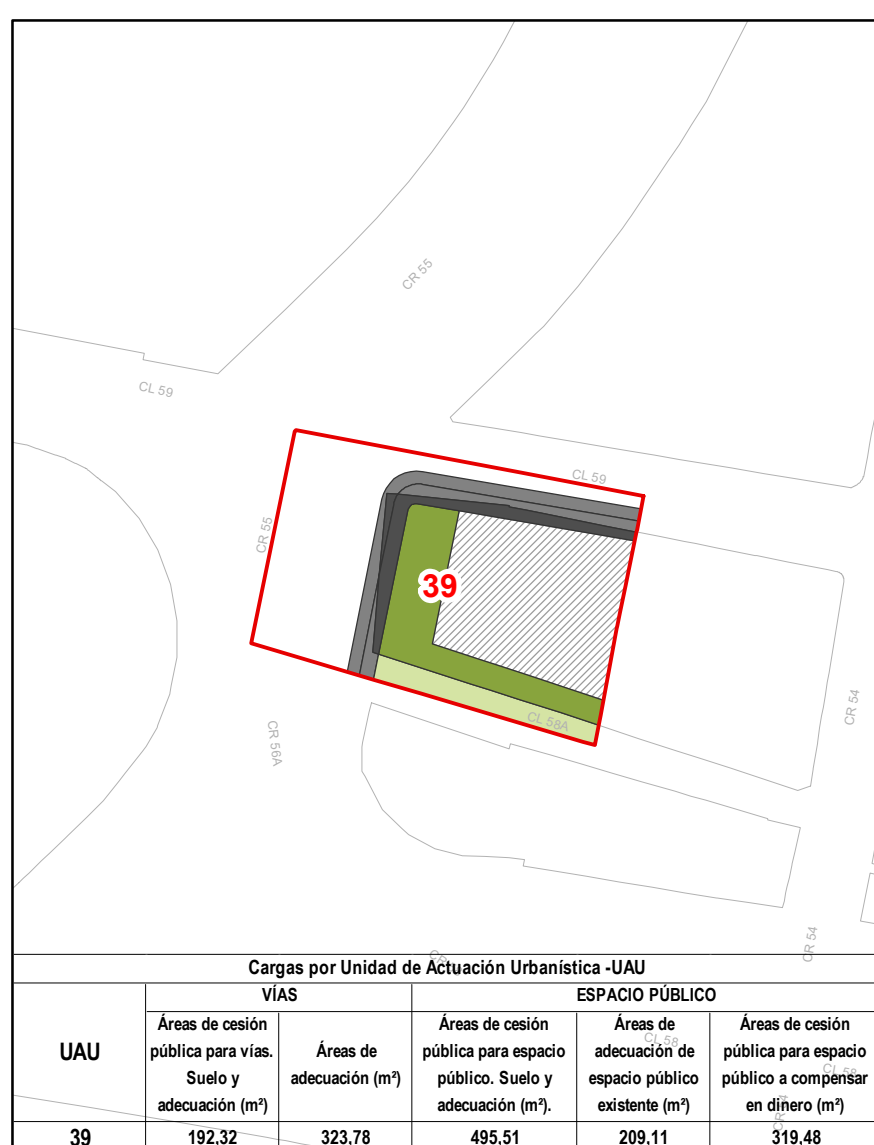 CR 55
CL 59
CL 59
CR 55
39
CL 58A
CR 56A
CR 54
CR 54
Cargas por Unidad de Actuación Urbanística -UAU
VÍAS
ESPACIO PÚBLICO
UAU
Áreas de cesión
pública para vías.
Suelo y
adecuación (m²)
Áreas de
adecuación (m²)
Áreas de cesión
pública para espacio
público. Suelo y
adecuación (m²).
Áreas de
adecuación de
espacio público
existente (m²)
Áreas de cesión
pública para espacio
público a compensar
en dinero (m²)
CL 58
CL 58
39
192,32
323,78
495,51
209,11
319,48